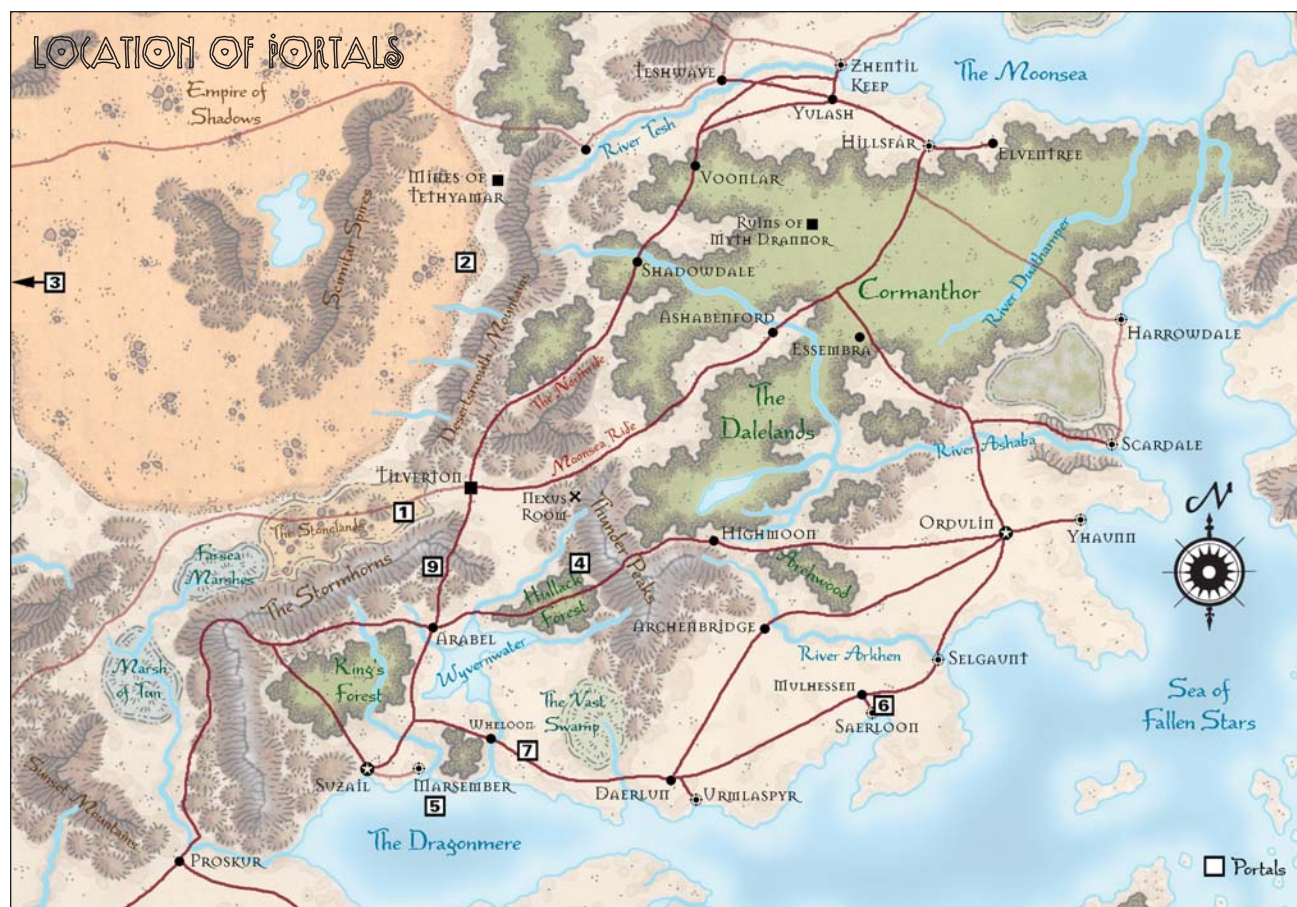 LOCATION OF PORTALS
Empire of
Shadows
TESHWAVE
ZHENTIL
KEEP
The Moonsea
YULASH
River Tesh
HILLSFAR
ELVENTREE
MINES OF
TETHYAMAR
VOONLAR
Scimitar Spires
RUINS OF
MYTH DRANNOR
2
SHADOWDALE
3
Cormanthor
River Duathamper
Desertsmouth Mountains
ASHABENFORD
ESSEMBRA
HARROWDALE
The Northride
The
Dalelands
Moonsea Ride
River Ashaba
SCARDALE
TILVERTON
NEXUS
ROOM
1
The Stonelands
Thunder Peaks
N
ORDULIN
YHAUNN
HIGHMOON
Farsea
Marshes
The Stormhorns
9
4
Archwood
Hullack
Forest
ARABEL
ARCHENBRIDGE
River Arkhen
SELGAUNT
Wyvernwater
Marsh
of Tun
King's
Forest
MULHESSEN
6
SAERLOON
The Vast
Swamp
Sea of
Fallen Stars
WHELOON
7
SUZAIL
MARSEMBER
5
DAERLUN
URMLASPYR
Sunset Mountains
The Dragonmere
PROSKUR
Portals